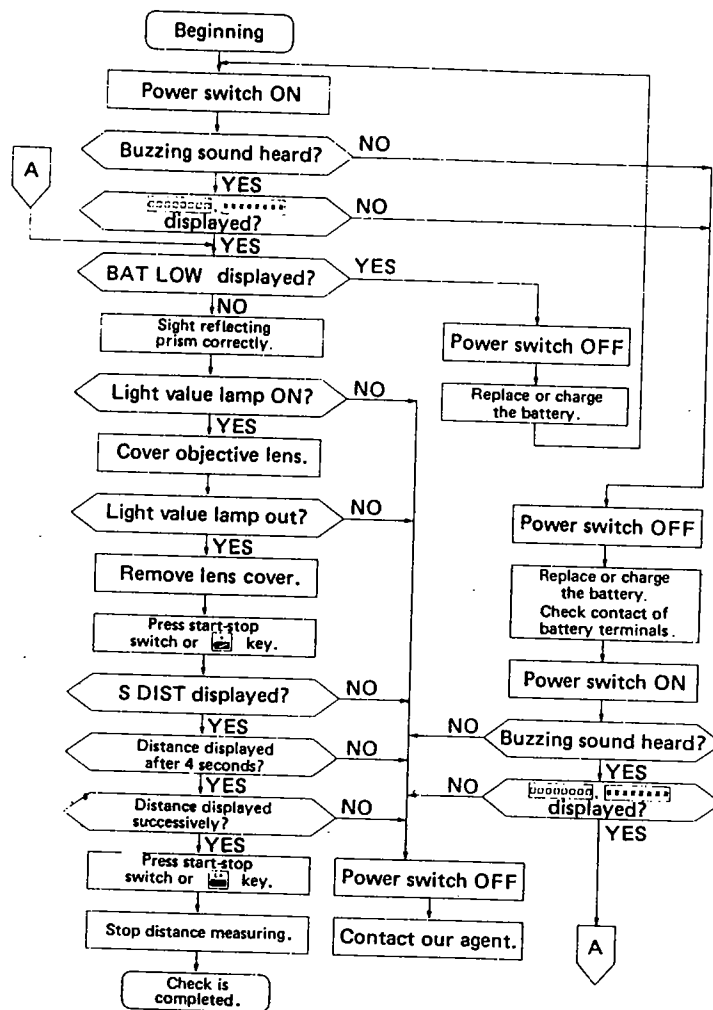 Beginning
Power switch ON
Buzzing sound heard?
NO
YES
A
displayed?
NO
YES
BAT LOW displayed?
YES
NO
Sight reflecting
prism correctly.
Power switch OFF
Replace or charge
the battery.
Light value lamp ON?
NO
YES
Cover objective lens.
Light value lamp out?
NO
YES
Remove lens cover.
Press start-stop
switch or key.
S DIST displayed?
NO
YES
Distance displayed
after 4 seconds?
NO
YES
Distance displayed
successively?
NO
YES
Press start-stop
switch or key.
Stop distance measuring.
Check is
completed.
Power switch OFF
Contact our agent.
Power switch OFF
Replace or charge
the battery.
Check contact of
battery terminals.
Power switch ON
Buzzing sound heard?
NO
YES
displayed?
NO
YES
A